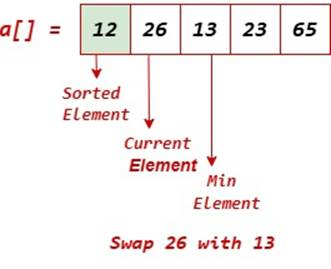 a[] = 12 26 13 23 65
Sorted
Element
Current
Element
Min
Element
Swap 26 with 13